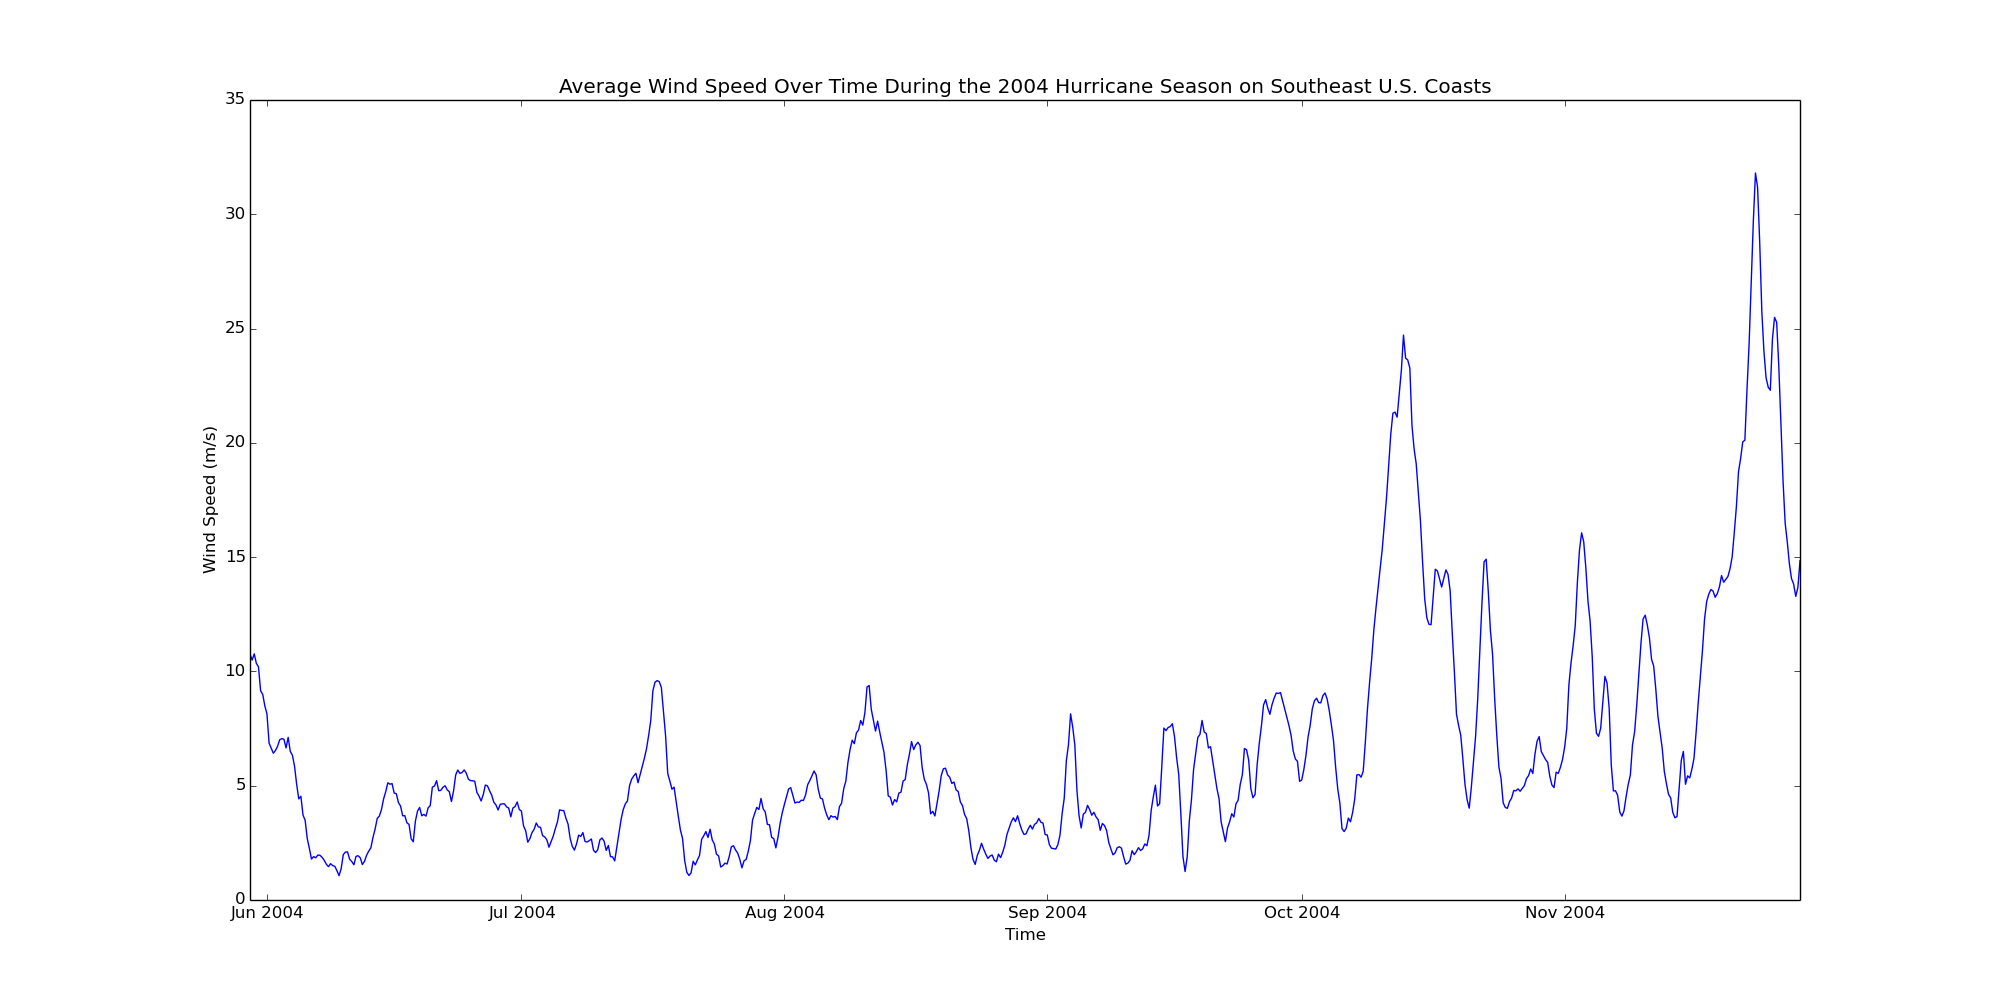 Average Wind Speed Over Time During the 2004 Hurricane Season on Southeast U.S. Coasts
35
30
25
20
15
10
5
0
Wind Speed (m/s)
Jun 2004 Jul 2004 Aug 2004 Sep 2004 Oct 2004 Nov 2004
Time